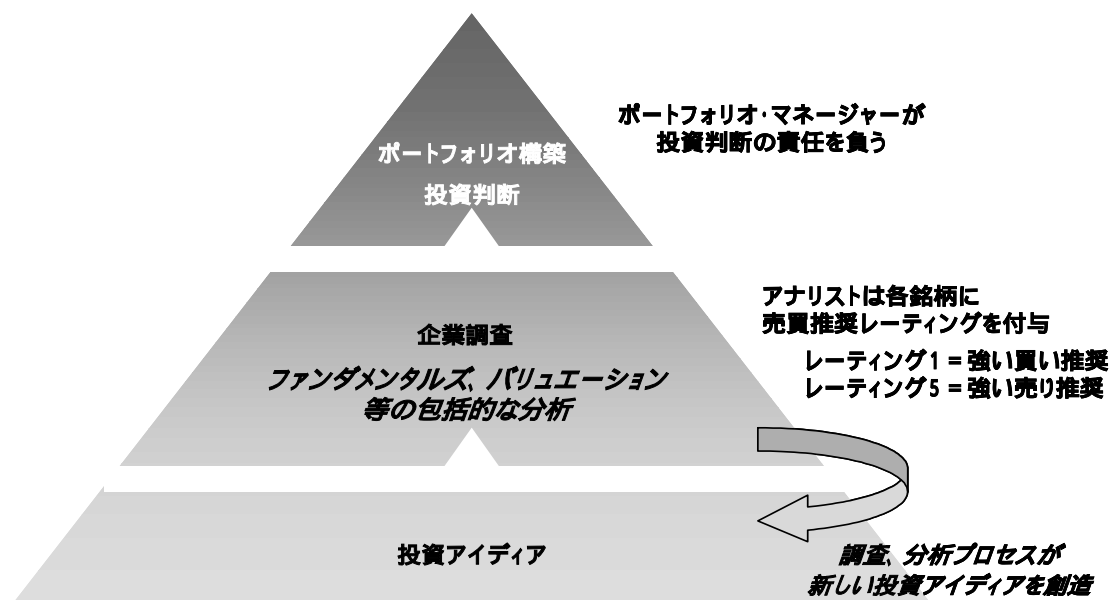 ポートフォリオ・マネージャーが
投資判断の責任を負う
ポートフォリオ構築
投資判断
アナリストは各銘柄に
売買推奨レーティングを付与
レーティング1 = 強い買い推奨
レーティング5 = 強い売り推奨
企業調査
ファンダメンタルズ、バリュエーション
等の包括的な分析
投資アイディア
調査、分析プロセスが
新しい投資アイディアを創造